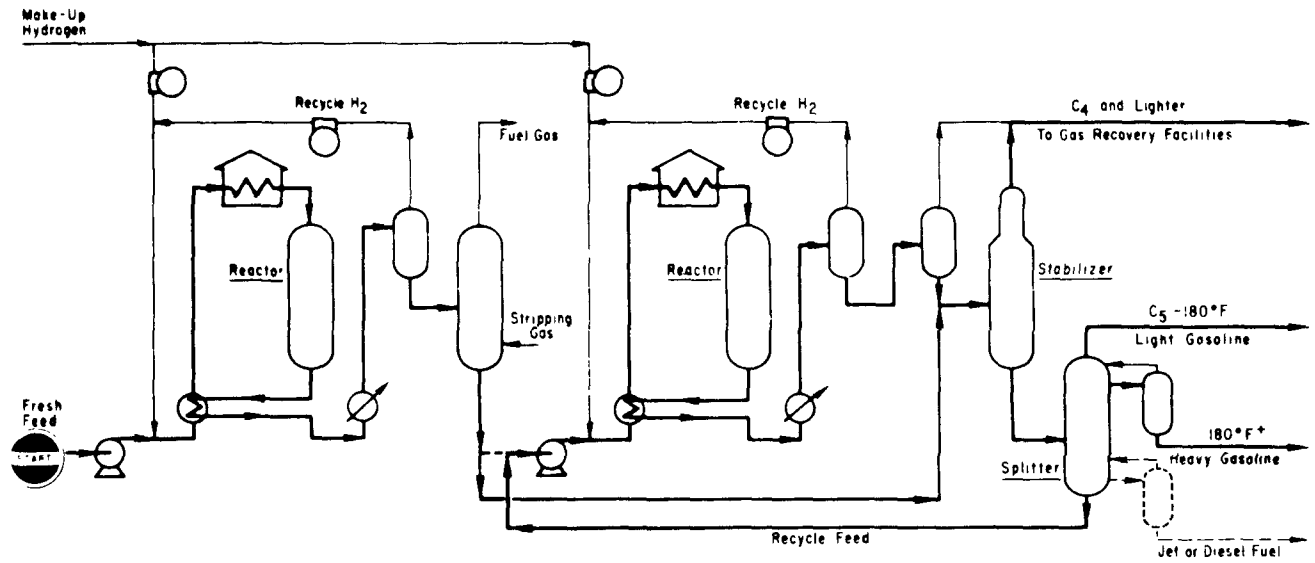 Make-Up
Hydrogen
Recycle H2
Fuel Gas
Recycle H2
C4 and Lighter
To Gas Recovery Facilities
Reactor
Reactor
Stabilizer
Stripping
Gas
C5 -180°F
Light Gasoline
Fresh
Feed
START
180°F+
Heavy Gasoline
Splitter
Recycle Feed
Jet or Diesel Fuel